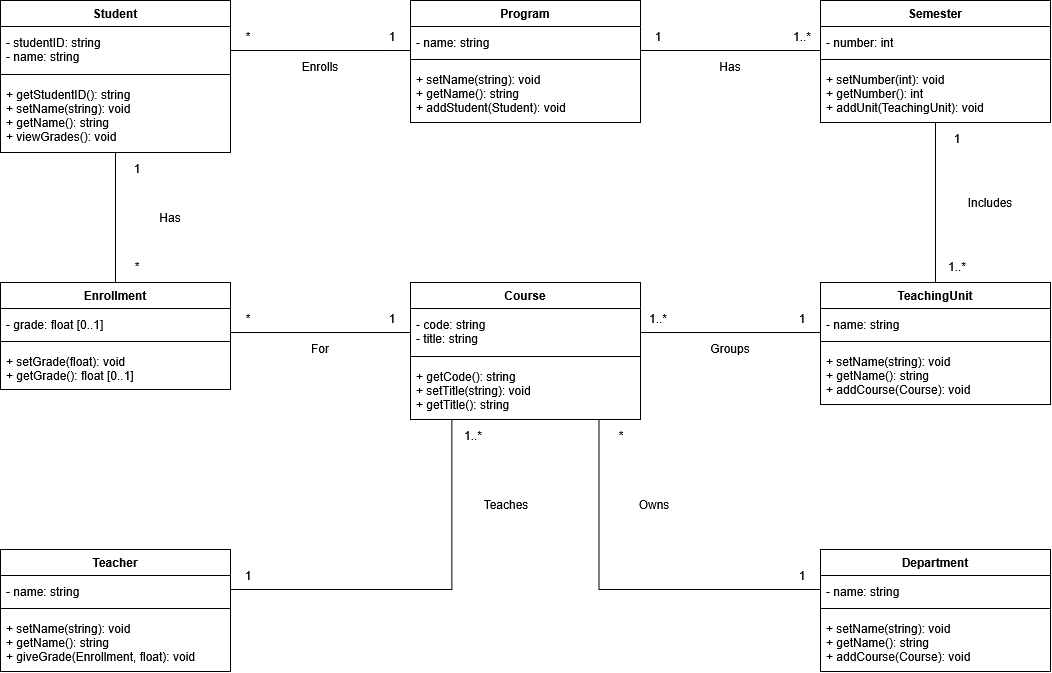 Student
- studentID: string
- name: string
+ getStudentID(): string
+ setName(string): void
+ getName(): string
+ viewGrades(): void
* 1
Enrolls
Program
- name: string
+ setName(string): void
+ getName(): string
+ addStudent(Student): void
1 1..*
Has
Semester
- number: int
+ setNumber(int): void
+ getNumber(): int
+ addUnit(TeachingUnit): void
1
Has
*
1
Includes
1..*
Enrollment
- grade: float [0..1]
+ setGrade(float): void
+ getGrade(): float [0..1]
* 1
For
Course
- code: string
- title: string
+ getCode(): string
+ setTitle(string): void
+ getTitle(): string
1..* 1
Groups
TeachingUnit
- name: string
+ setName(string): void
+ getName(): string
+ addCourse(Course): void
1..*
Teaches
1
*
Owns
1
Teacher
- name: string
+ setName(string): void
+ getName(): string
+ giveGrade(Enrollment, float): void
Department
- name: string
+ setName(string): void
+ getName(): string
+ addCourse(Course): void